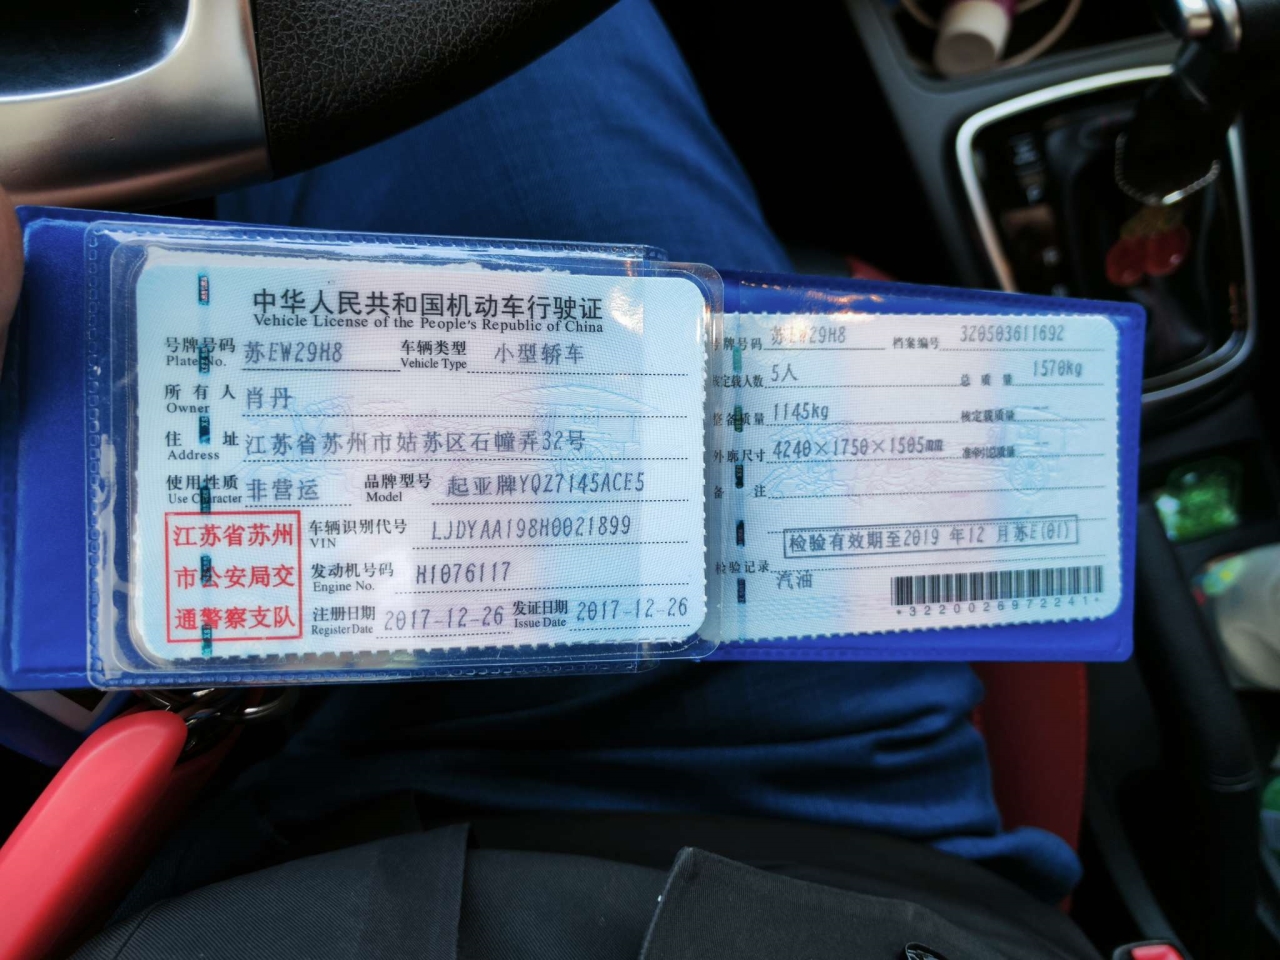 中华人民共和国机动车行驶证
Vehicle License of the People's Republic of China
号牌号码 苏EW29H8 车辆类型 小型轿车
Plate No. Vehicle Type
所有人 肖丹
Owner
住址 江苏省苏州市姑苏区石幢弄32号
Address
使用性质 非营运 品牌型号 起亚牌YQZ7145ACE5
Use Character Model
江苏省苏州
市公安局交
通警察支队
车辆识别代号 LJDYAA198H0021899
VIN
发动机号码 H1076117
Engine No.
注册日期 2017-12-26 发证日期 2017-12-26
Register Date Issue Date
号牌号码 苏EW29H8 档案编号 320503611692
核定载人数 5人 总质量 1570kg
整备质量 1145kg 核定载质量 --
外廓尺寸 4240×1750×1505mm 准牵引总质量 --
备注
检验有效期至2019年12月苏E(01)
检验记录
汽油
*3220026972241*